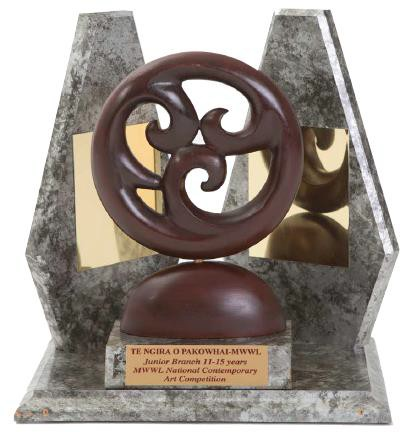 TE NGIRA O PAKOWHAI-MWWL
Junior Branch 11-15 years
MWWL National Contemporary
Art Competition